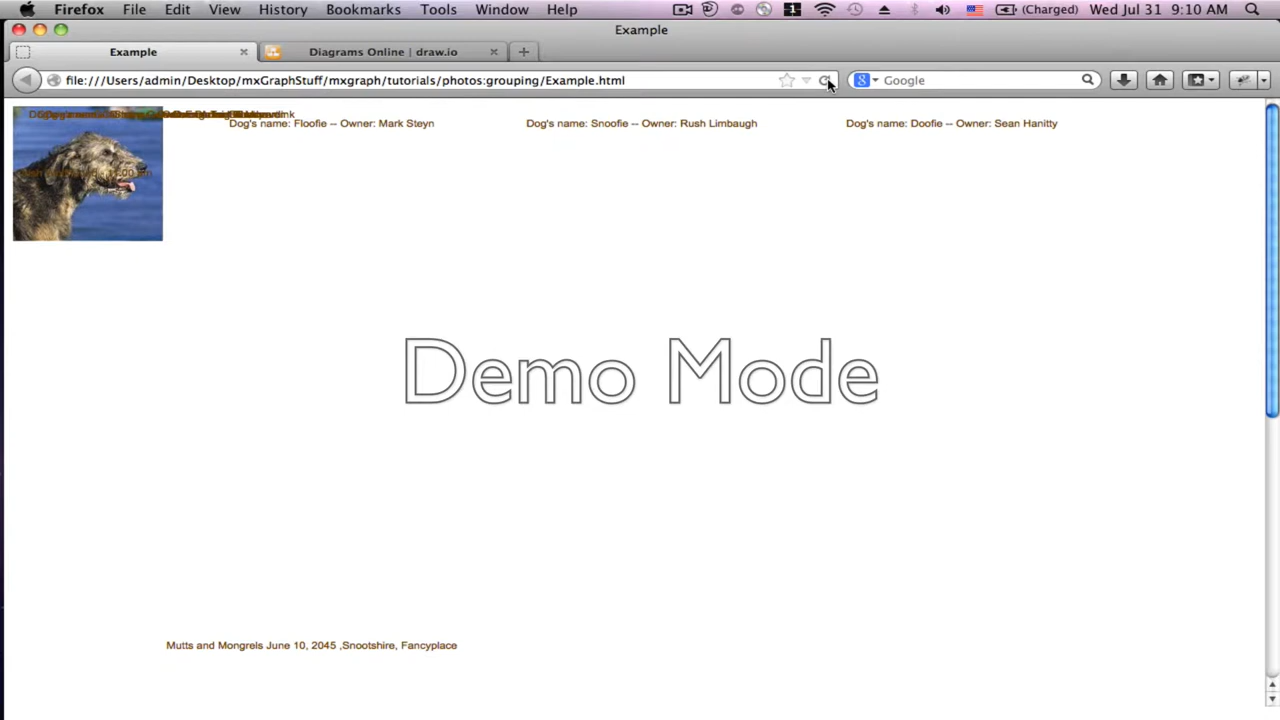 Firefox File Edit View History Bookmarks Tools Window Help 1 (Charged) Wed Jul 31 9:10 AM
Example
Example Diagrams Online | draw.io
file:///Users/admin/Desktop/mxGraphStuff/mxgraph/tutorials/photos:grouping/Example.html Google
Dog's name: Floofie -- Owner: Mark Steyn Dog's name: Snoofie -- Owner: Rush Limbaugh Dog's name: Doofie -- Owner: Sean Hanitty
Demo Mode
Mutts and Mongrels June 10, 2045 ,Snootshire, Fancyplace